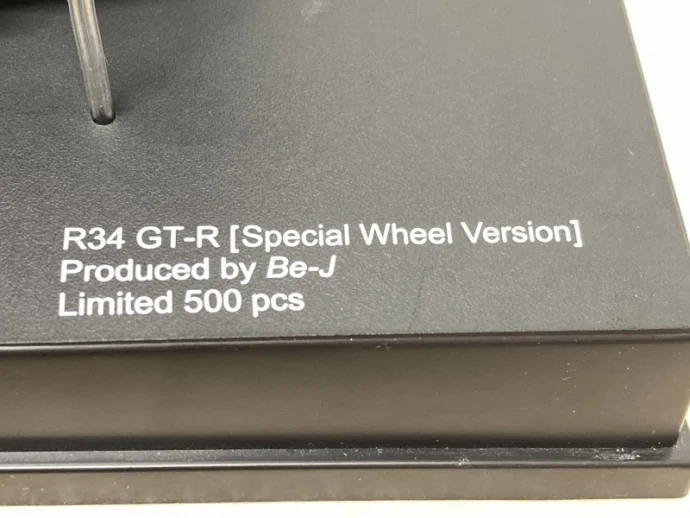 R34 GT-R [Special Wheel Version]
Produced by Be-J
Limited 500 pcs